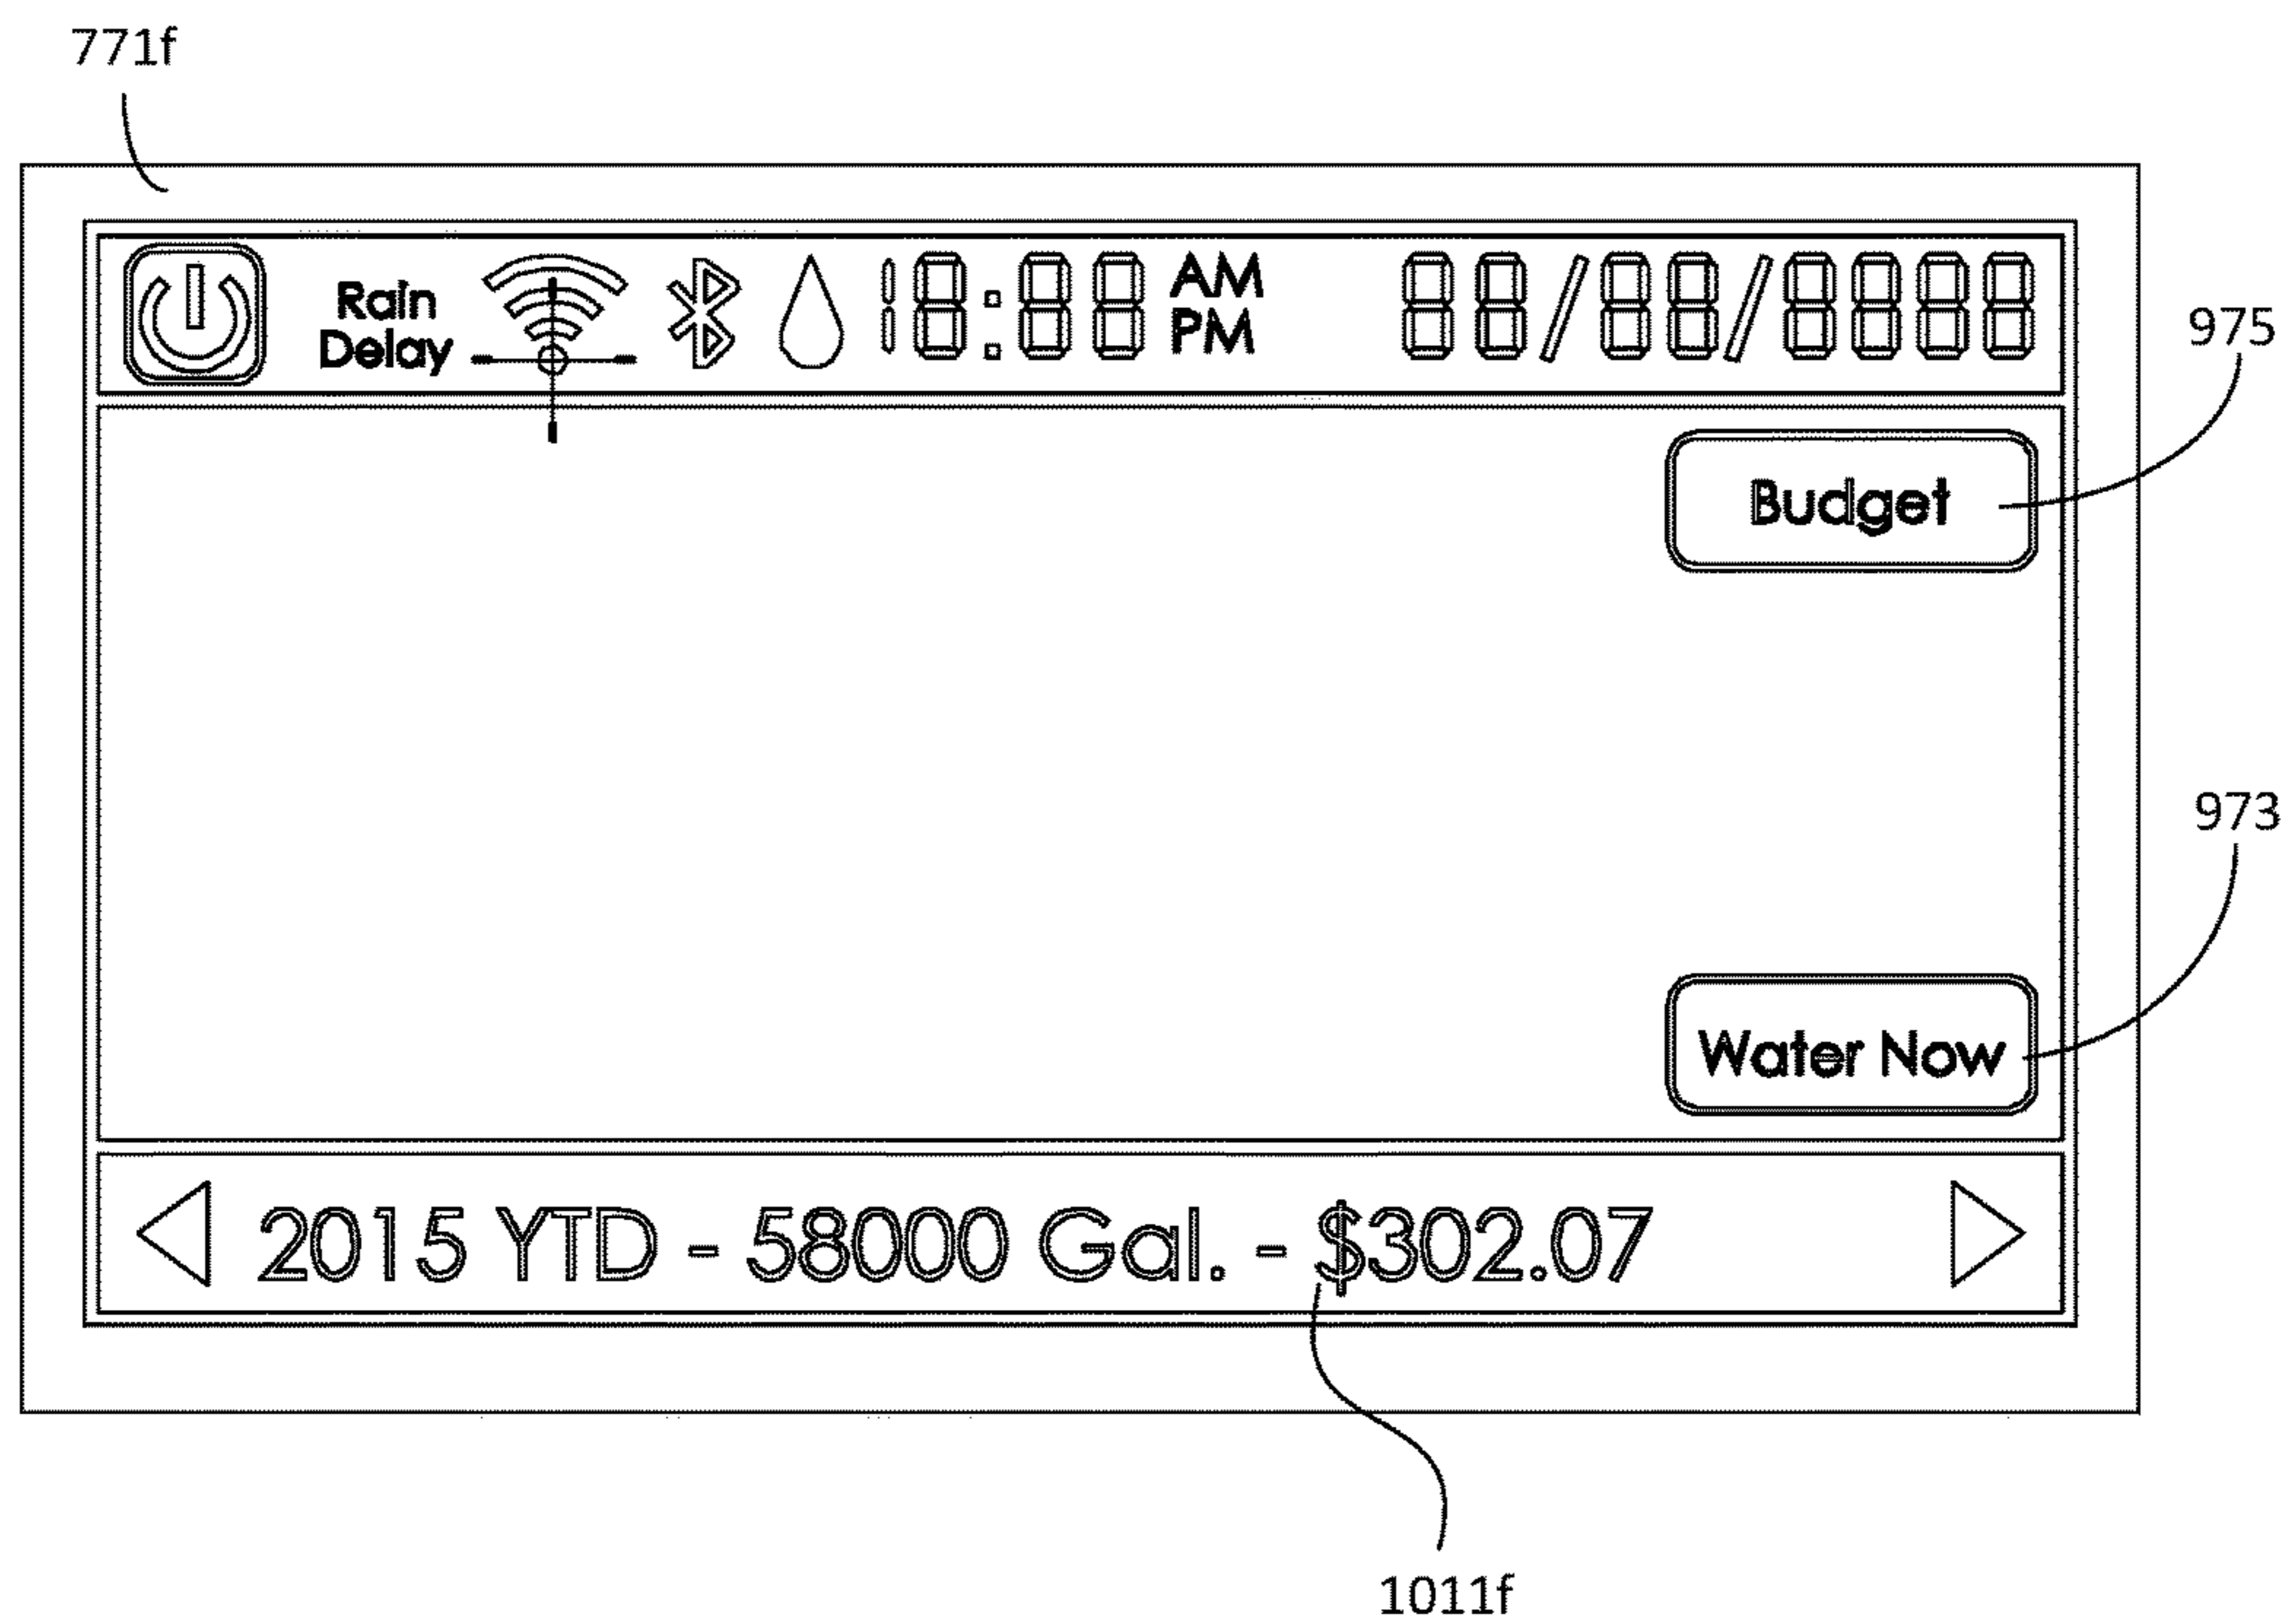 771f
Rain Delay 18:88 AM PM 88/88/8888
975
Budget
973
Water Now
2015 YTD - 58000 Gal. - $302.07
1011f